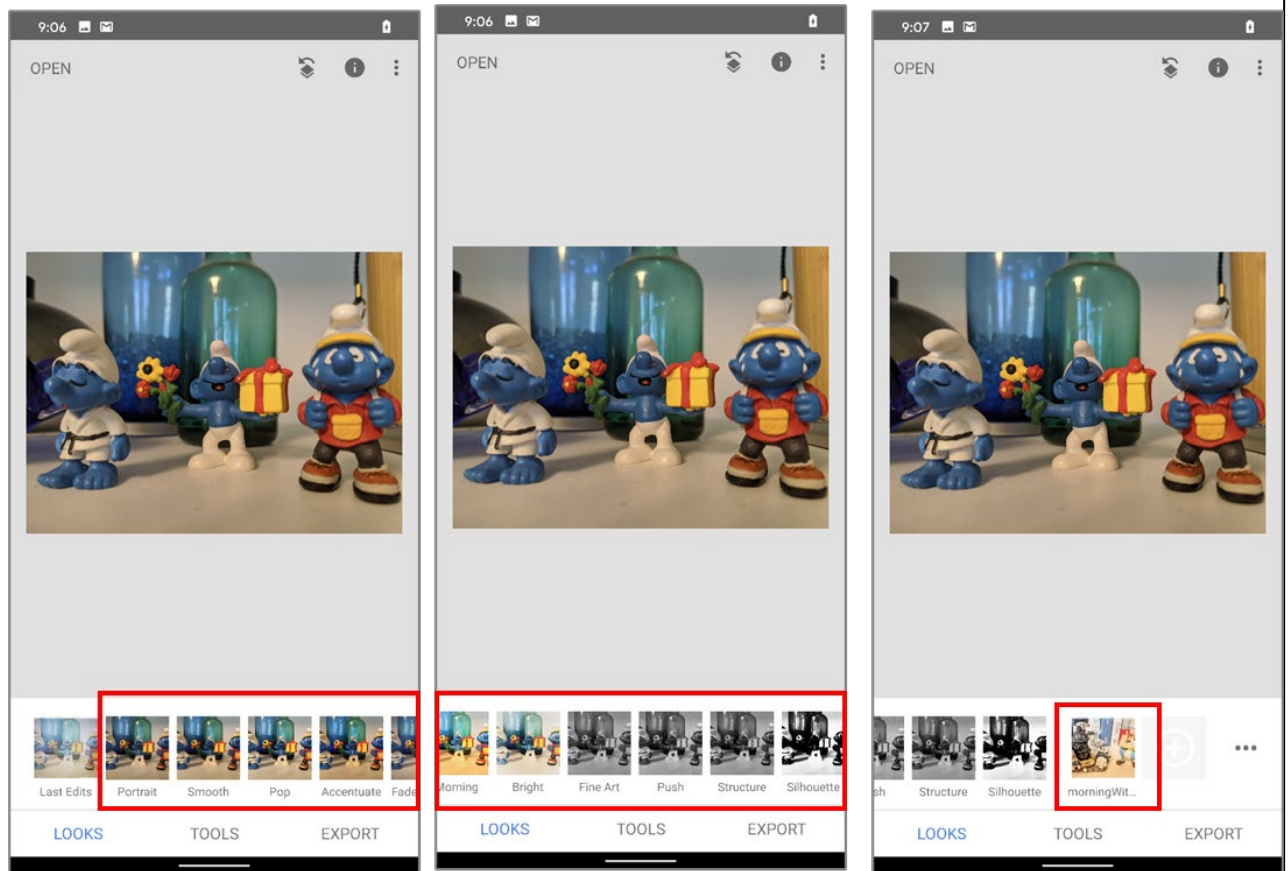 9:06
OPEN
Last Edits Portrait Smooth Pop Accentuate Fade
LOOKS TOOLS EXPORT
9:06
OPEN
Morning Bright Fine Art Push Structure Silhouette
LOOKS TOOLS EXPORT
9:07
OPEN
sh Structure Silhouette morningWit...
LOOKS TOOLS EXPORT